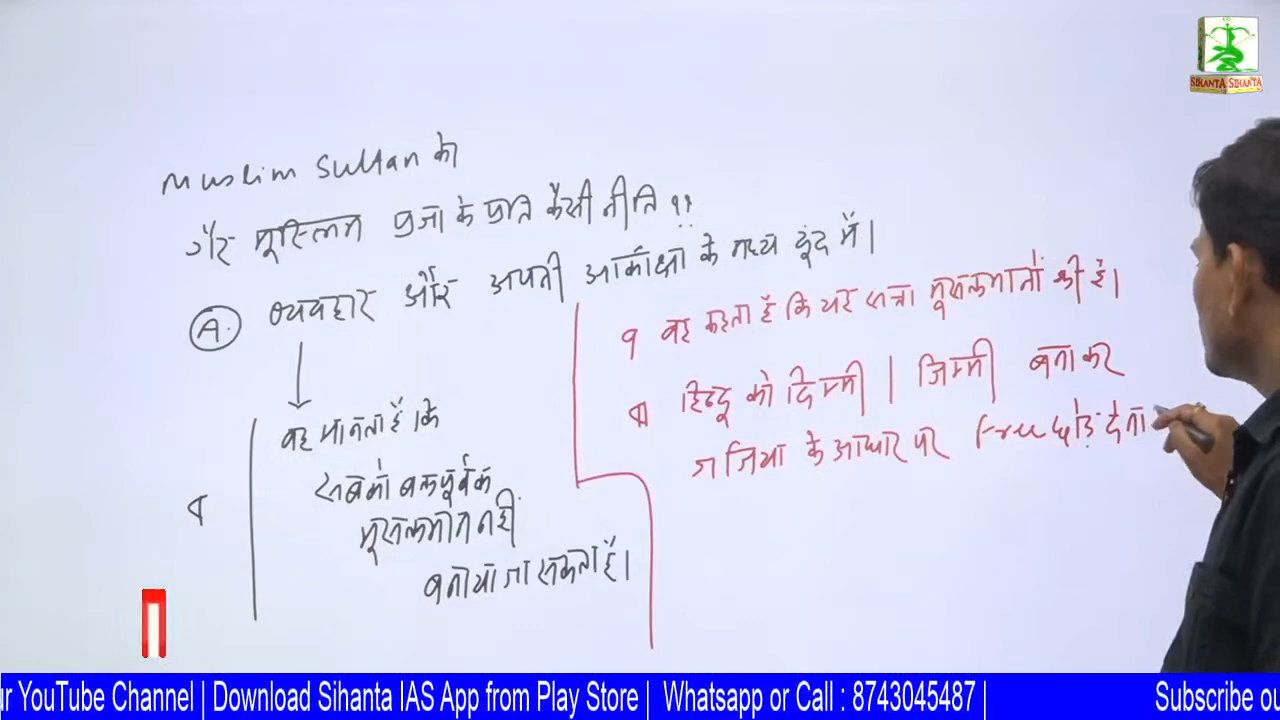 Muslim Sultan को
गैर मुस्लिम प्रजा के प्रति कैसी नीति ??
A. व्यवहार और अपनी आकांक्षा के मध्य द्वंद में।
वह मानता है कि
सबको बलपूर्वक
मुसलमान नहीं
बनाया जा सकता है।
वह कहता है कि यह सत्ता मुसलमानों की है।
हिन्दू को दिम्मी | जिम्मी बनाकर
जजिया के आधार पर Free छोड़ देता
SIHANTA SIHANTA
ur YouTube Channel | Download Sihanta IAS App from Play Store | Whatsapp or Call : 8743045487 | Subscribe ou